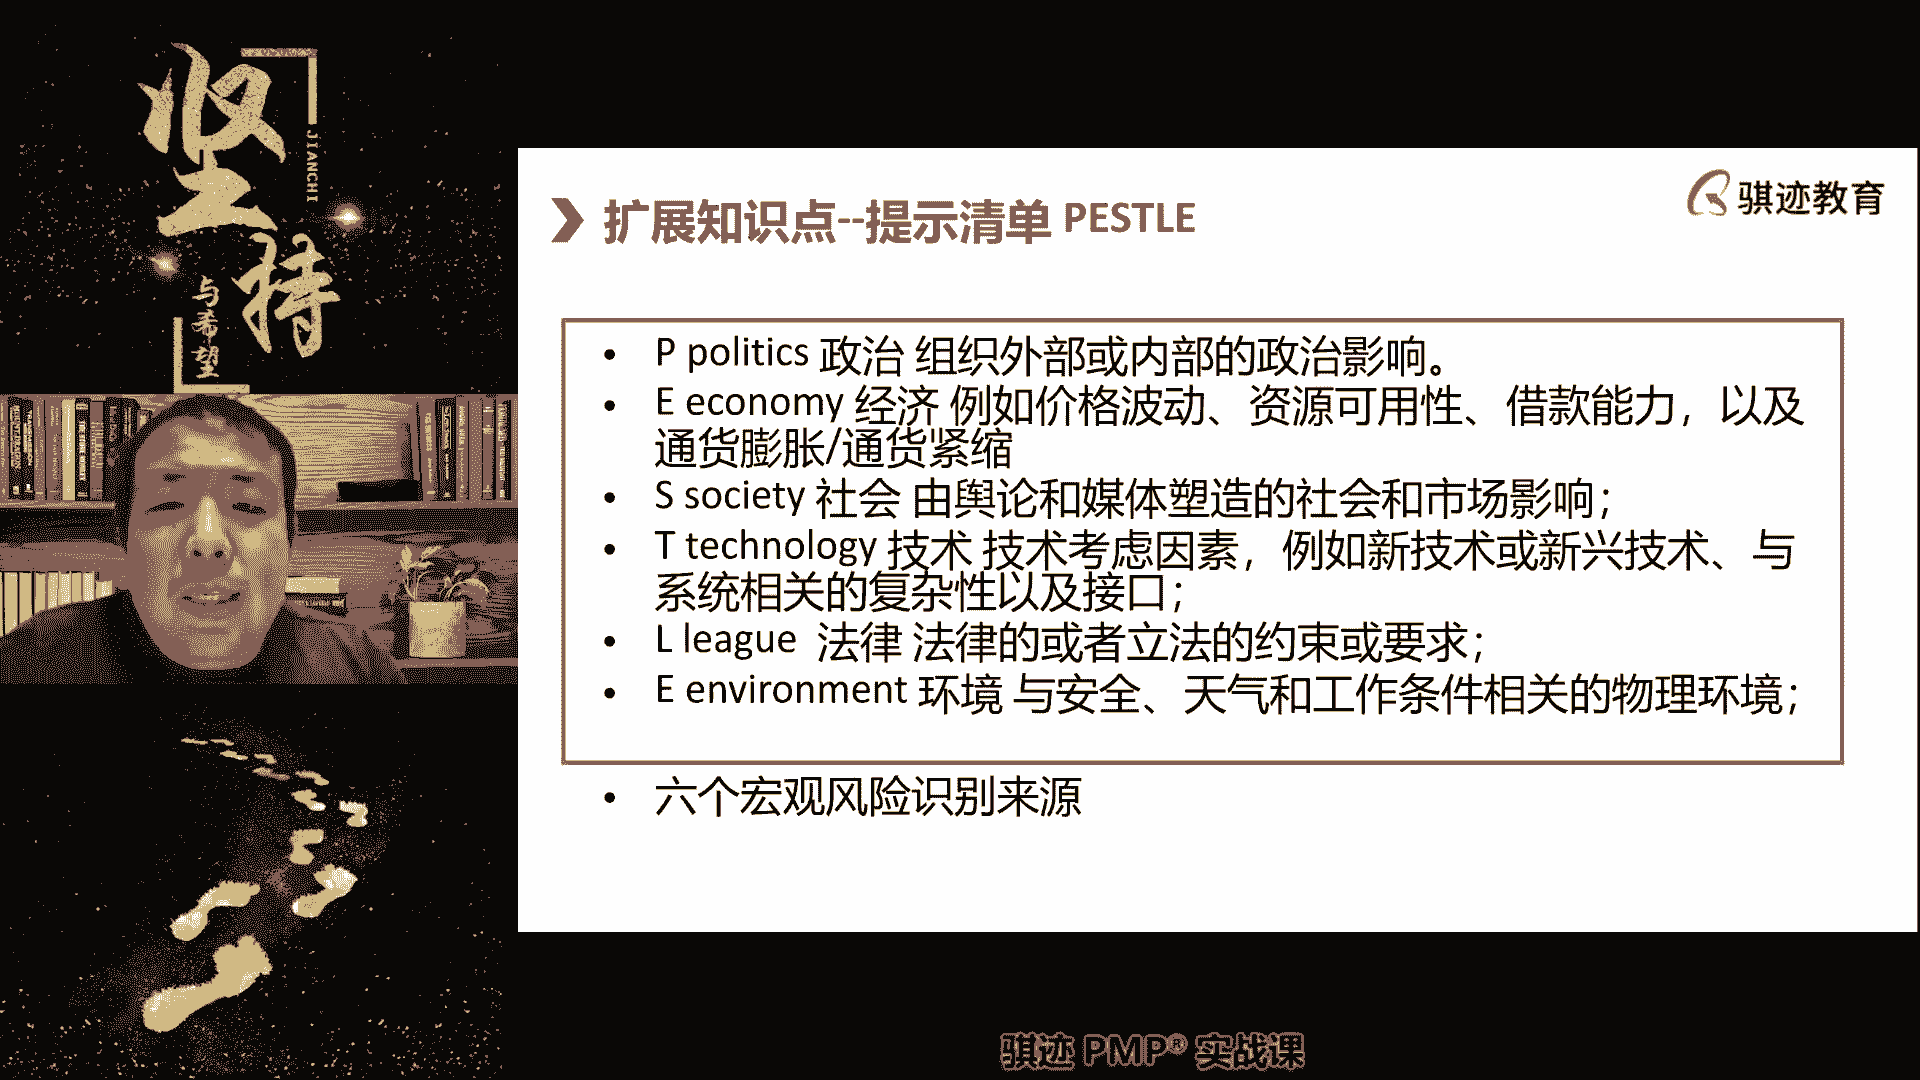 坚持
JIANCHI
与希望
骐迹教育
扩展知识点--提示清单 PESTLE
• P politics 政治 组织外部或内部的政治影响。
• E economy 经济 例如价格波动、资源可用性、借款能力，以及
通货膨胀/通货紧缩
• S society 社会 由舆论和媒体塑造的社会和市场影响；
• T technology 技术 技术考虑因素，例如新技术或新兴技术、与
系统相关的复杂性以及接口；
• L league 法律 法律的或者立法的约束或要求；
• E environment 环境 与安全、天气和工作条件相关的物理环境；
• 六个宏观风险识别来源
骐迹 PMP® 实战课